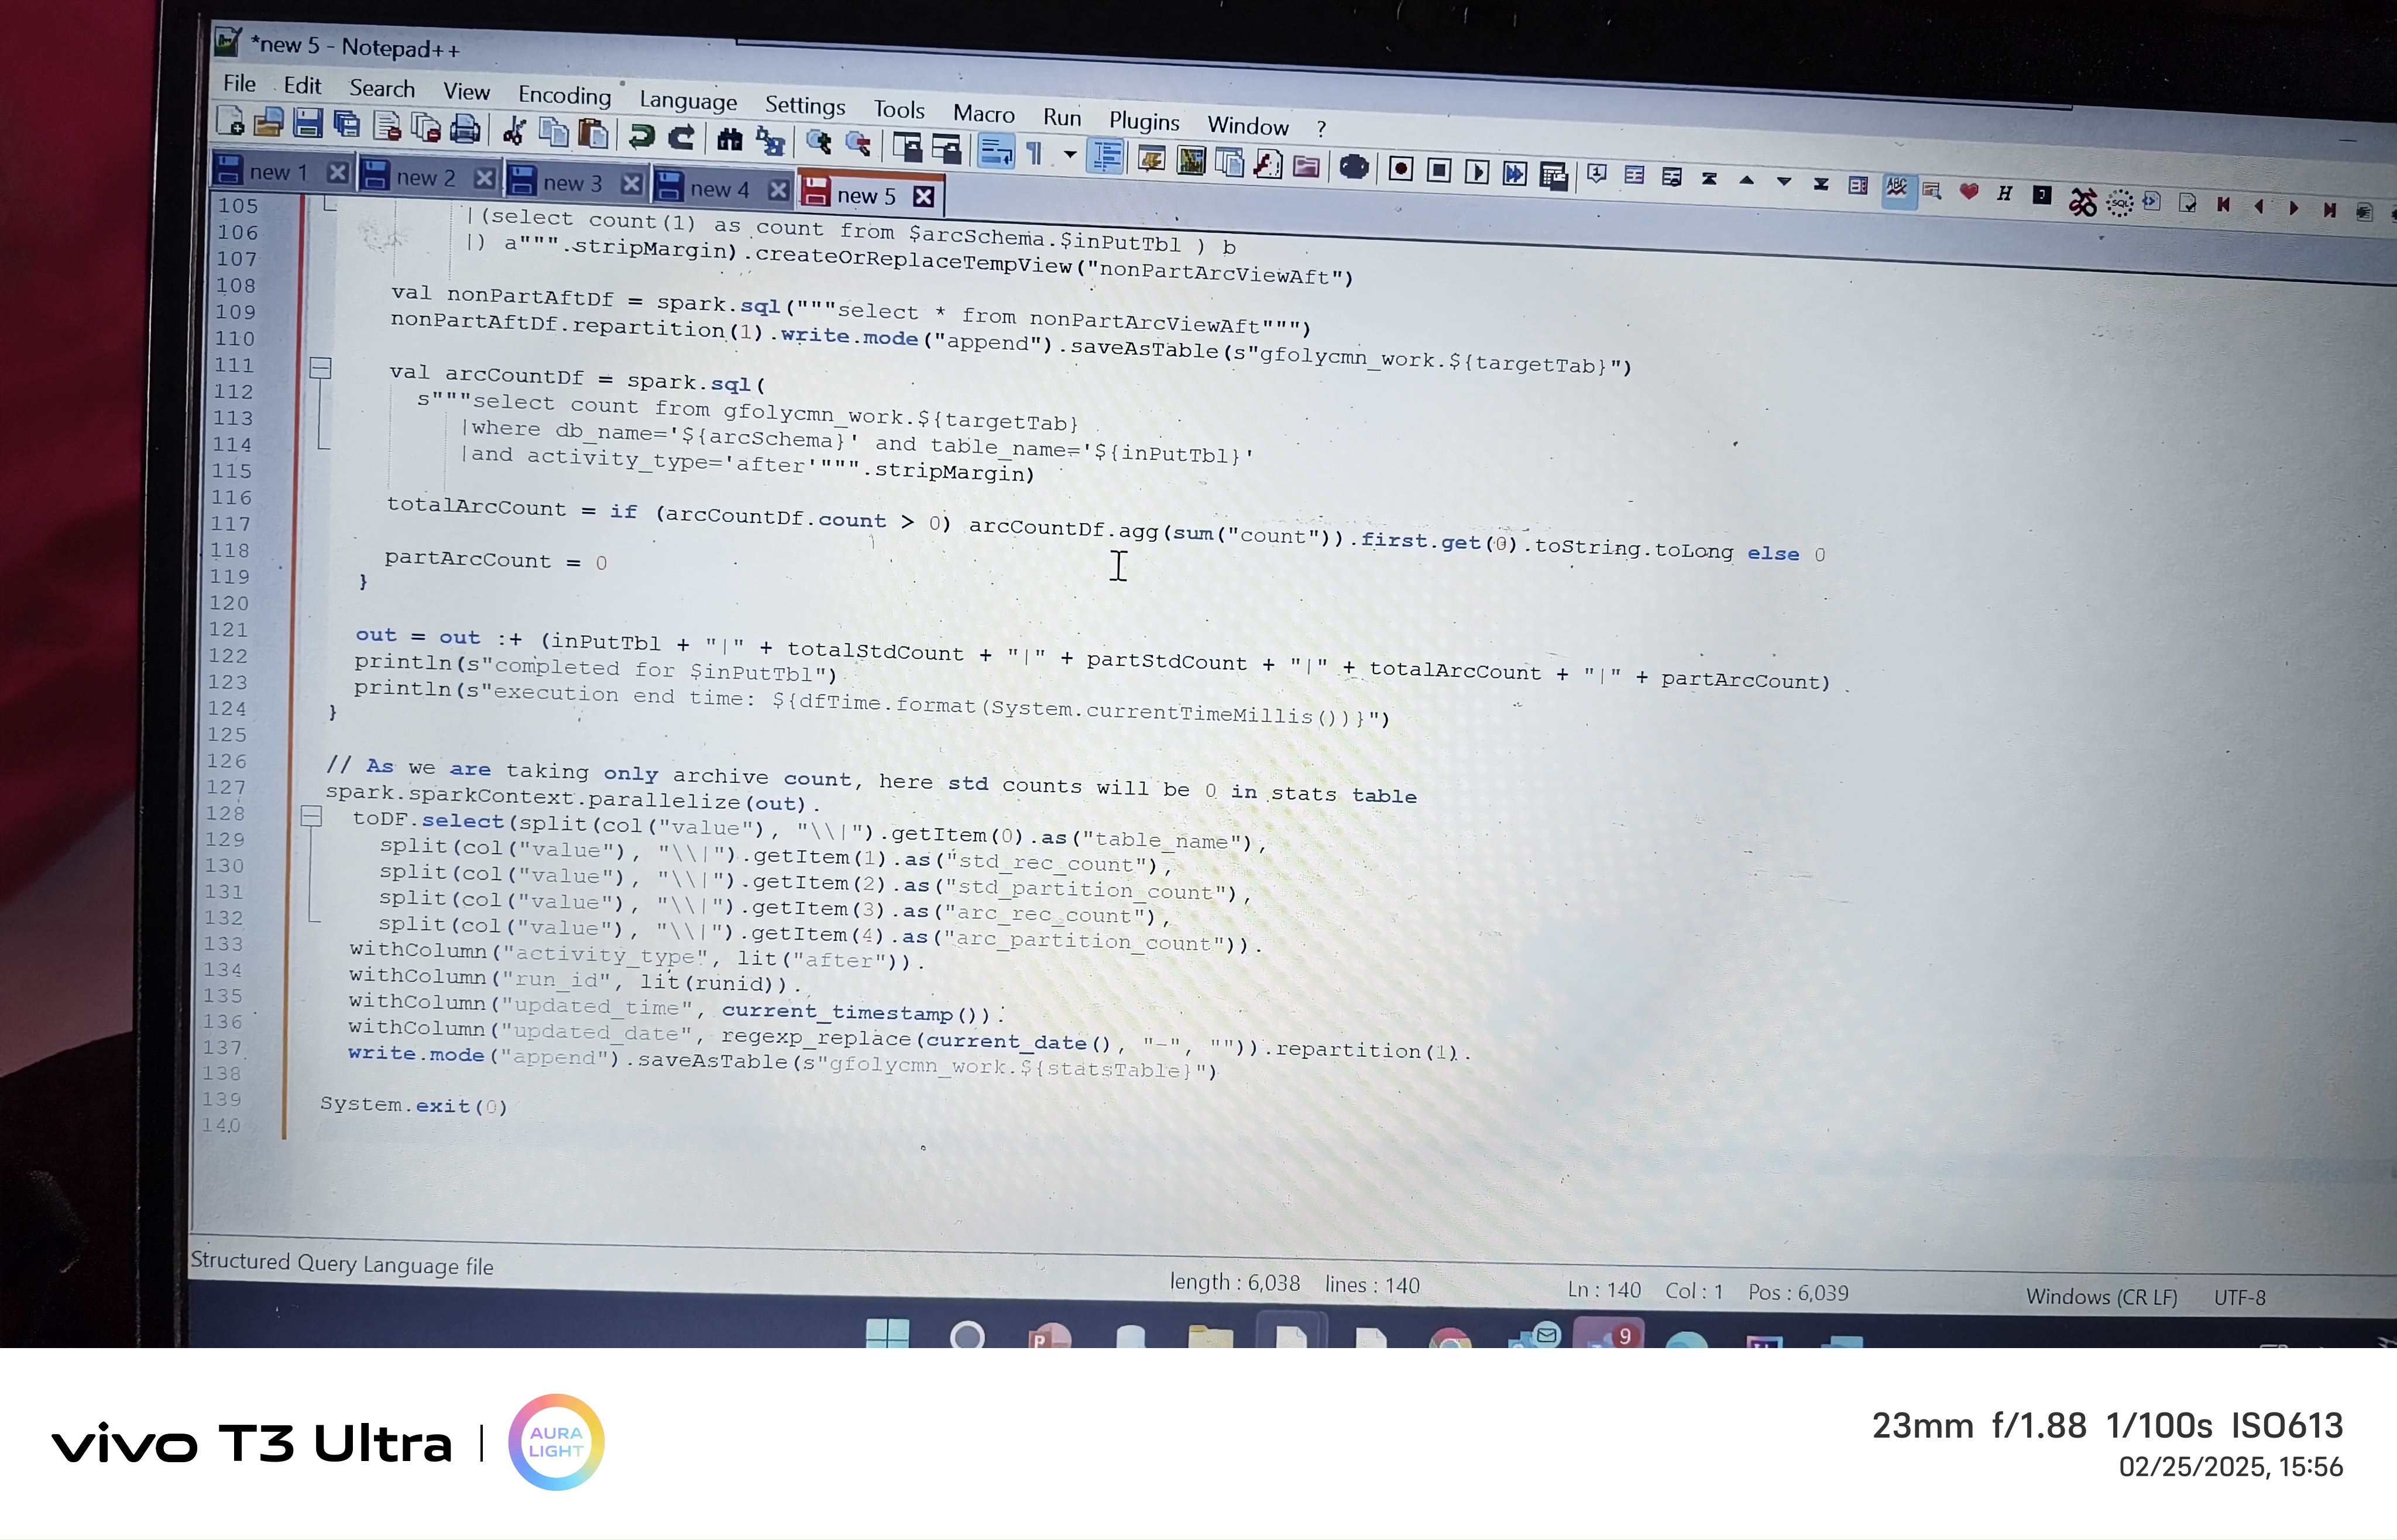 *new 5 - Notepad++
File Edit Search View Encoding Language Settings Tools Macro Run Plugins Window ?
new 1 new 2 new 3 new 4 new 5
105 |(select count(1) as count from $arcSchema.$inPutTbl ) b
106 |) a""".stripMargin).createOrReplaceTempView("nonPartArcViewAft")
107
108 val nonPartAftDf = spark.sql("""select * from nonPartArcViewAft""")
109 nonPartAftDf.repartition(1).write.mode("append").saveAsTable(s"gfolycmn_work.${targetTab}")
110
111 val arcCountDf = spark.sql(
112 s"""select count from gfolycmn_work.${targetTab}
113 |where db_name='${arcSchema}' and table_name='${inPutTbl}'
114 |and activity_type='after'""".stripMargin)
115
116 totalArcCount = if (arcCountDf.count > 0) arcCountDf.agg(sum("count")).first.get(0).toString.toLong else 0
117
118 partArcCount = 0
119 }
120
121 out = out :+ (inPutTbl + "|" + totalStdCount + "|" + partStdCount + "|" + totalArcCount + "|" + partArcCount)
122 println(s"completed for $inPutTbl")
123 println(s"execution end time: ${dfTime.format(System.currentTimeMillis())}")
124 }
125
126 // As we are taking only archive count, here std counts will be 0 in stats table
127 spark.sparkContext.parallelize(out).
128 toDF.select(split(col("value"), "\\|").getItem(0).as("table_name"),
129 split(col("value"), "\\|").getItem(1).as("std_rec_count"),
130 split(col("value"), "\\|").getItem(2).as("std_partition_count"),
131 split(col("value"), "\\|").getItem(3).as("arc_rec_count"),
132 split(col("value"), "\\|").getItem(4).as("arc_partition_count")).
133 withColumn("activity_type", lit("after")).
134 withColumn("run_id", lit(runid)).
135 withColumn("updated_time", current_timestamp()).
136 withColumn("updated_date", regexp_replace(current_date(), "-", "")).repartition(1).
137 write.mode("append").saveAsTable(s"gfolycmn_work.${statsTable}")
138
139 System.exit(0)
140
Structured Query Language file length : 6,038 lines : 140 Ln : 140 Col : 1 Pos : 6,039 Windows (CR LF) UTF-8
9
vivo T3 Ultra | AURA LIGHT
23mm f/1.88 1/100s ISO613
02/25/2025, 15:56